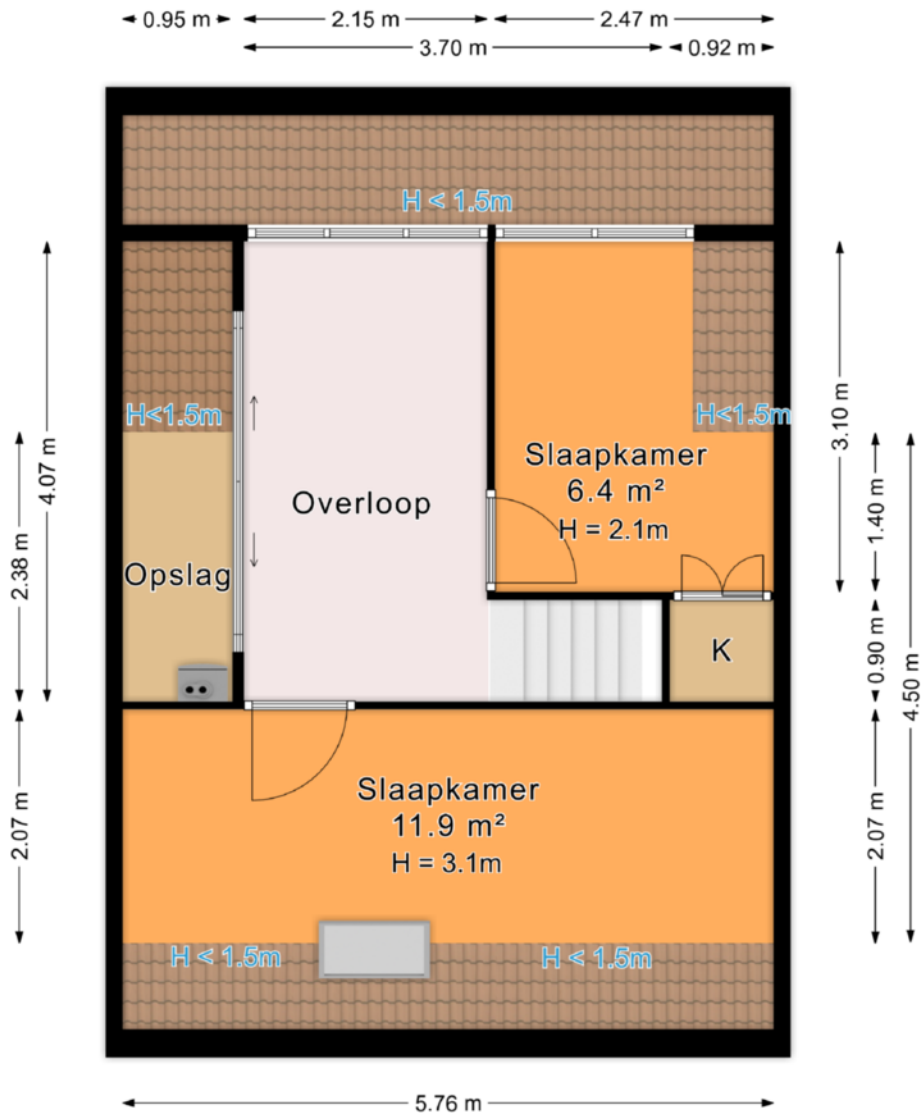 0.95 m
2.15 m
2.47 m
3.70 m
0.92 m
H < 1.5m
H<1.5m
H<1.5m
4.07 m
3.10 m
Slaapkamer
6.4 m²
H = 2.1m
Overloop
2.38 m
1.40 m
Opslag
K
0.90 m
4.50 m
Slaapkamer
11.9 m²
H = 3.1m
2.07 m
2.07 m
H < 1.5m
H < 1.5m
5.76 m